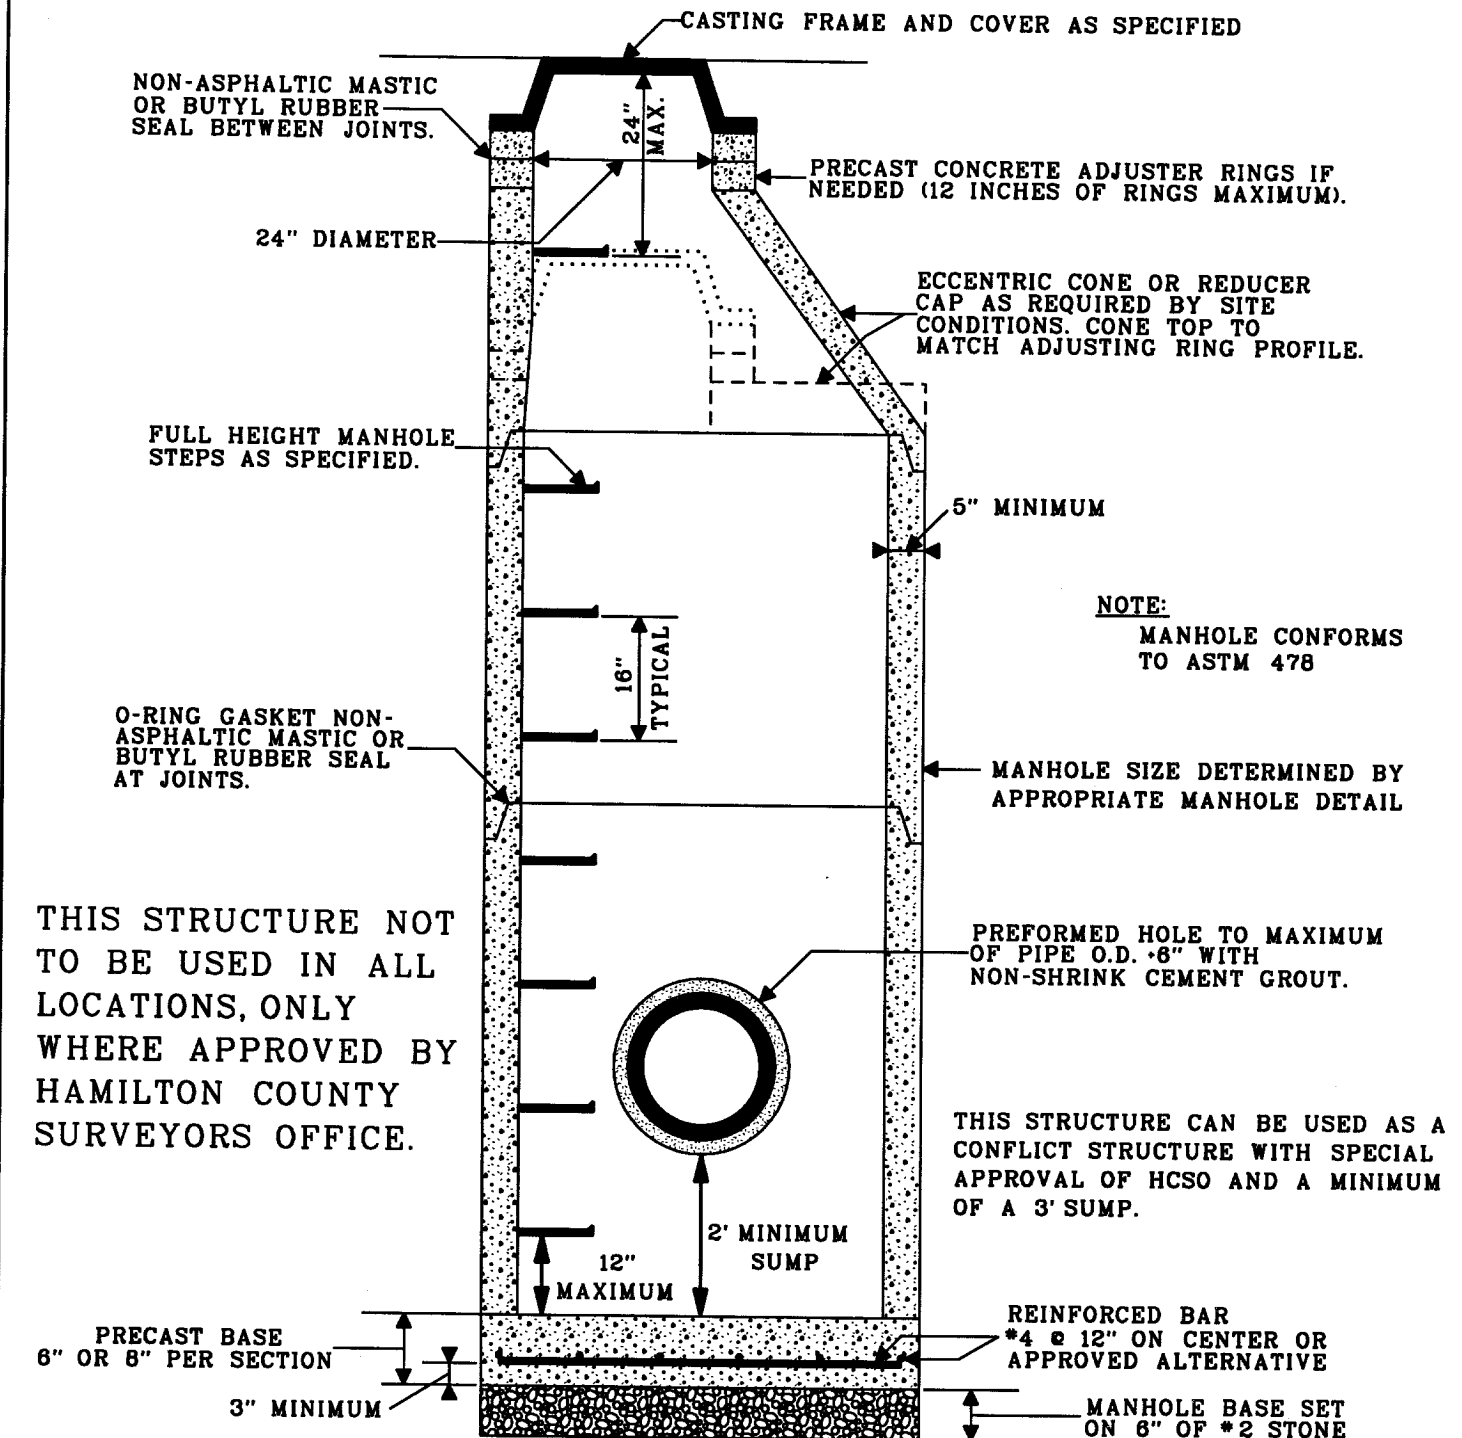 CASTING FRAME AND COVER AS SPECIFIED
NON-ASPHALTIC MASTIC
OR BUTYL RUBBER
SEAL BETWEEN JOINTS.
24"
MAX.
PRECAST CONCRETE ADJUSTER RINGS IF
NEEDED (12 INCHES OF RINGS MAXIMUM).
24" DIAMETER
ECCENTRIC CONE OR REDUCER
CAP AS REQUIRED BY SITE
CONDITIONS. CONE TOP TO
MATCH ADJUSTING RING PROFILE.
FULL HEIGHT MANHOLE
STEPS AS SPECIFIED.
5" MINIMUM
NOTE:
MANHOLE CONFORMS
TO ASTM 478
16"
TYPICAL
O-RING GASKET NON-
ASPHALTIC MASTIC OR
BUTYL RUBBER SEAL
AT JOINTS.
MANHOLE SIZE DETERMINED BY
APPROPRIATE MANHOLE DETAIL
THIS STRUCTURE NOT
TO BE USED IN ALL
LOCATIONS, ONLY
WHERE APPROVED BY
HAMILTON COUNTY
SURVEYORS OFFICE.
PREFORMED HOLE TO MAXIMUM
OF PIPE O.D. +6" WITH
NON-SHRINK CEMENT GROUT.
THIS STRUCTURE CAN BE USED AS A
CONFLICT STRUCTURE WITH SPECIAL
APPROVAL OF HCSO AND A MINIMUM
OF A 3' SUMP.
2' MINIMUM
SUMP
12"
MAXIMUM
PRECAST BASE
6" OR 8" PER SECTION
3" MINIMUM
REINFORCED BAR
#4 @ 12" ON CENTER OR
APPROVED ALTERNATIVE
MANHOLE BASE SET
ON 6" OF #2 STONE